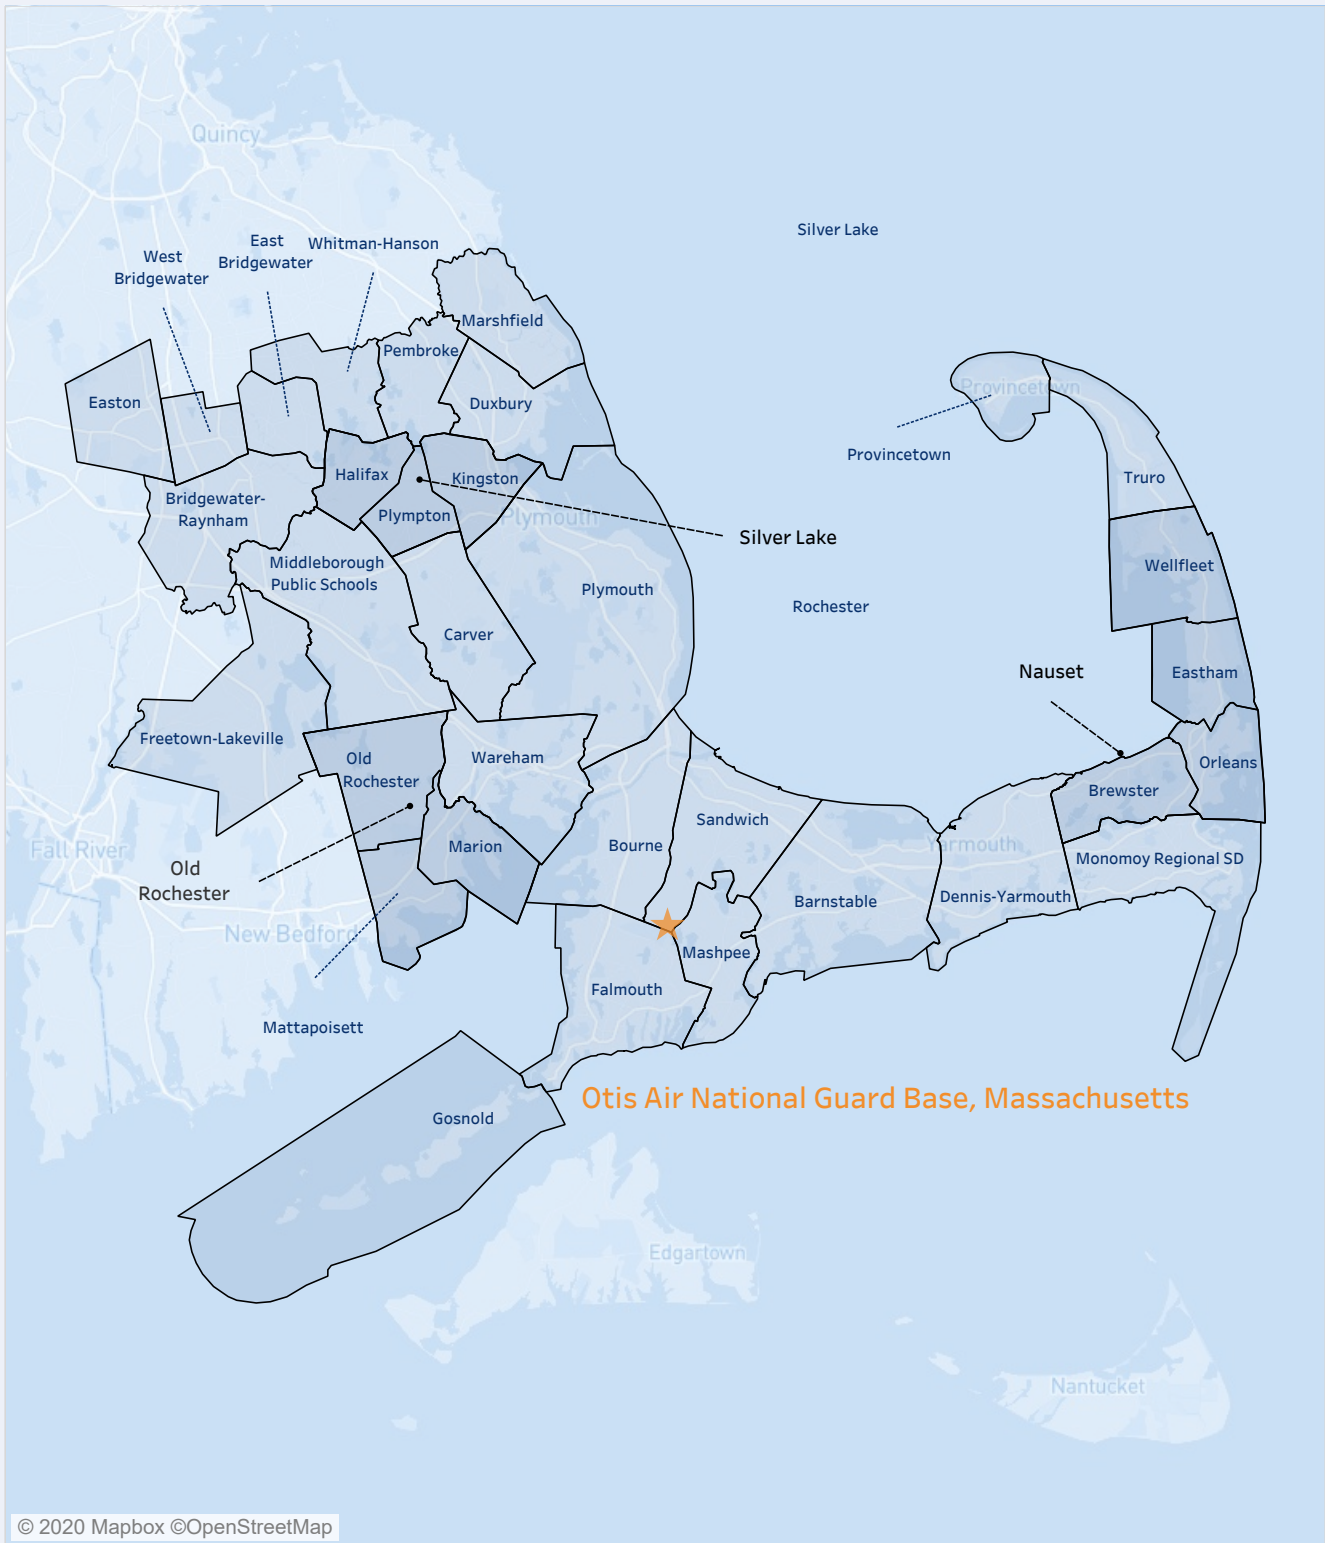 Quincy
Silver Lake
East
Bridgewater
Whitman-Hanson
West
Bridgewater
Marshfield
Pembroke
Provincetown
Easton
Duxbury
Provincetown
Halifax
Kingston
Truro
Bridgewater-
Raynham
Plympton
Plymouth
Silver Lake
Middleborough
Public Schools
Wellfleet
Plymouth
Rochester
Carver
Nauset
Eastham
Freetown-Lakeville
Old
Rochester
Wareham
Orleans
Brewster
Sandwich
Fall River
Marion
Bourne
Yarmouth
Monomoy Regional SD
Old
Rochester
Barnstable
Dennis-Yarmouth
New Bedford
Mashpee
Falmouth
Mattapoisett
Otis Air National Guard Base, Massachusetts
Gosnold
Edgartown
Nantucket
© 2020 Mapbox ©OpenStreetMap